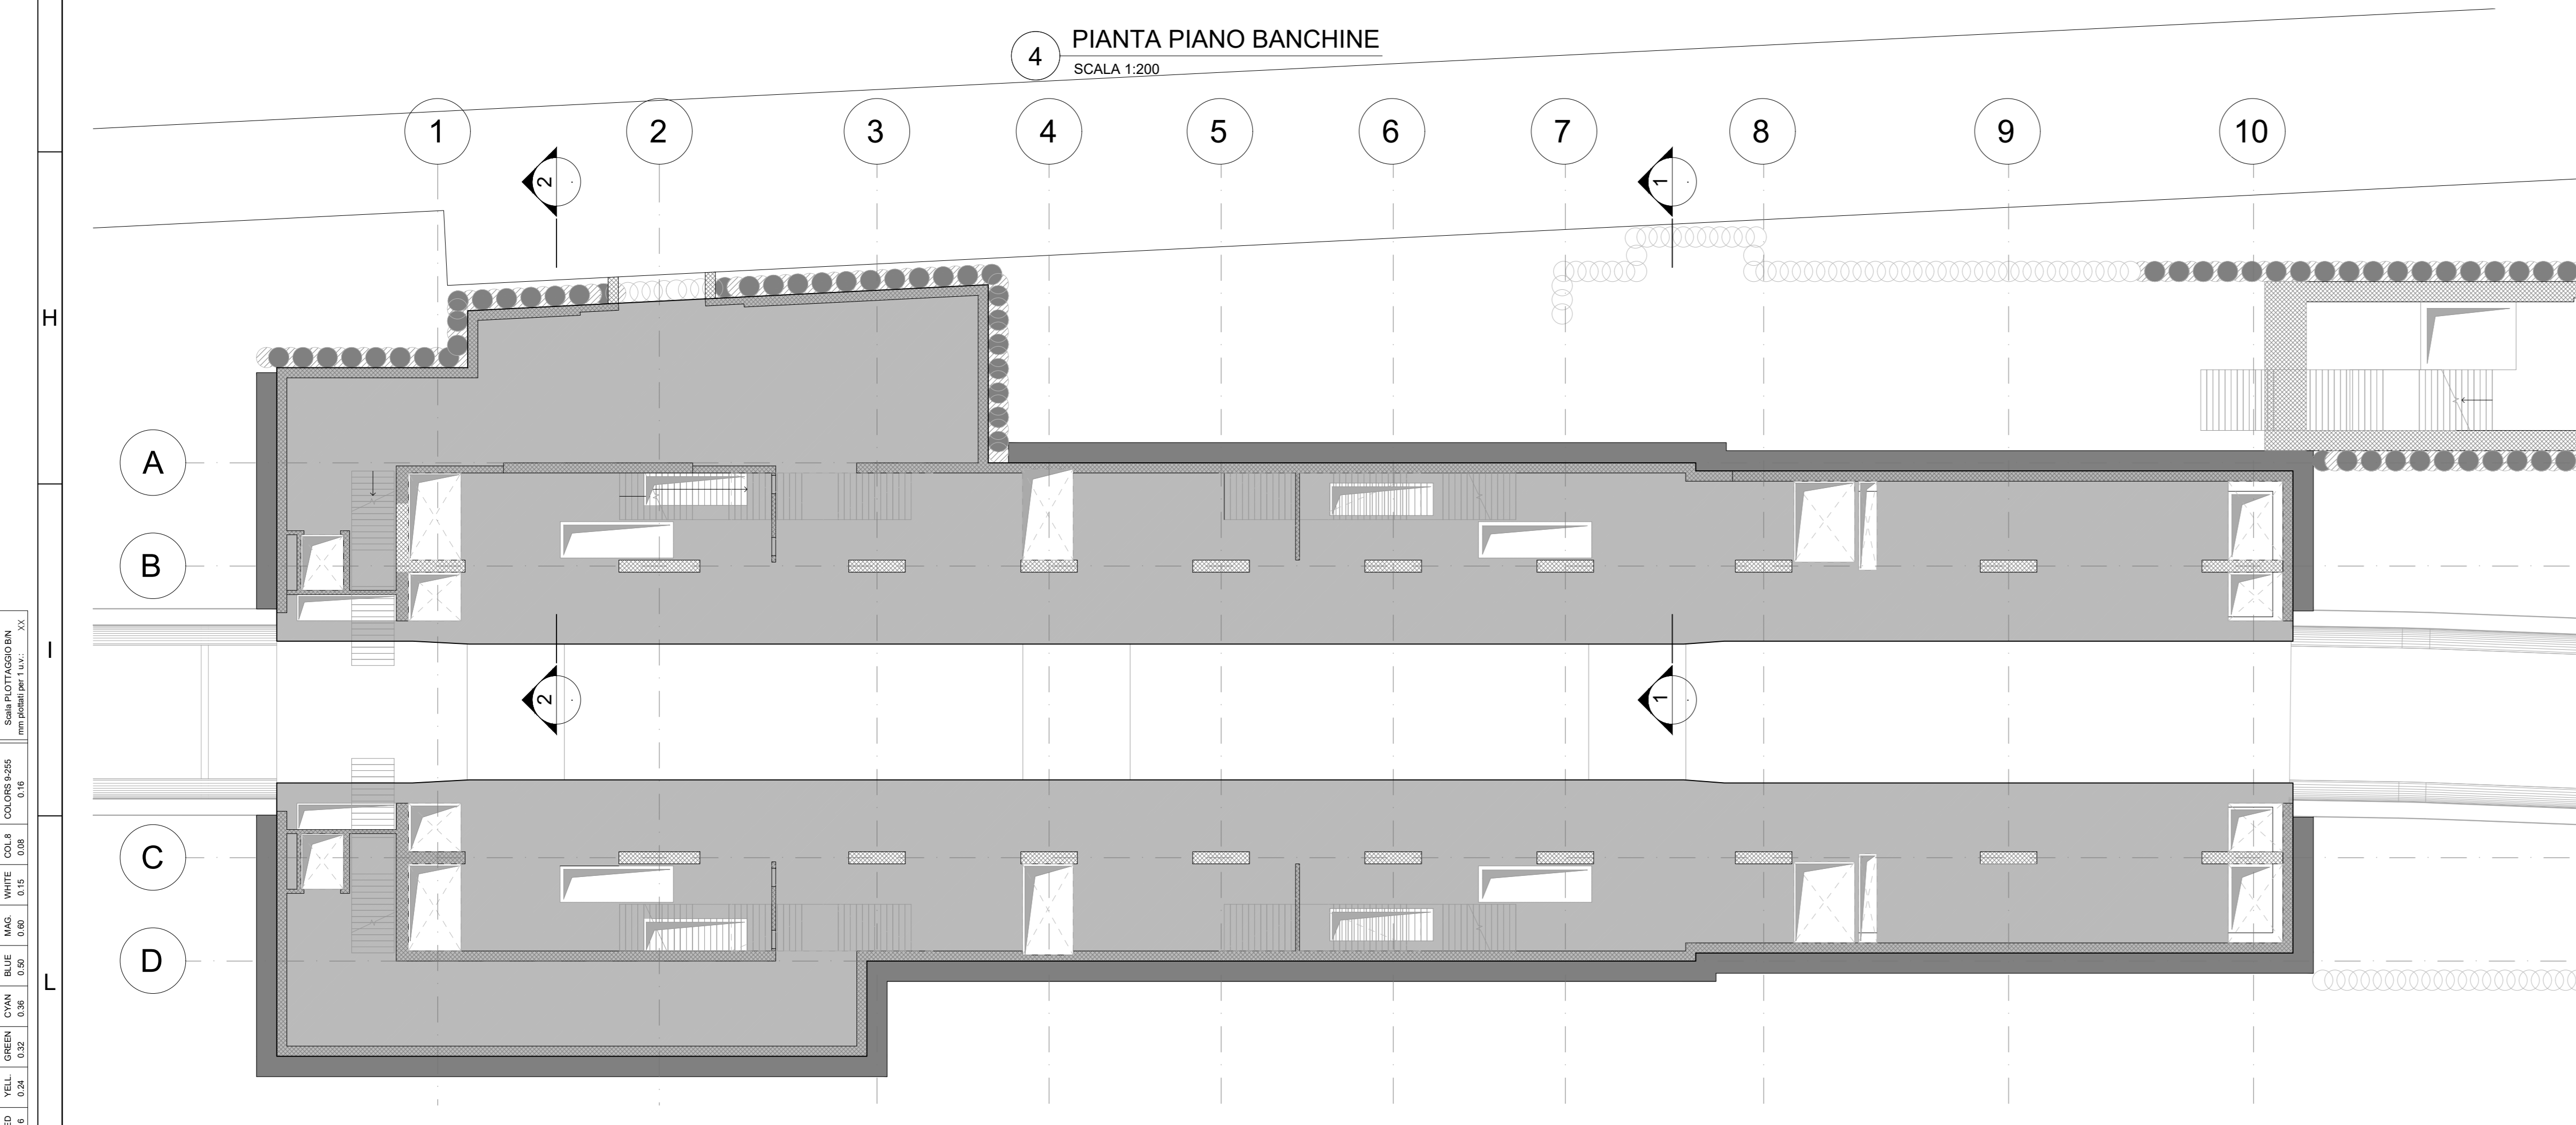 4
PIANTA PIANO BANCHINE
SCALA 1:200
1 2 3 4 5 6 7 8 9 10
2
1
H
A
B
I
2
1
C
D
L
Scala PLOTTAGGIO B/N
mm plottati per 1 u.v.: XX
COLORS 9-255
0.16
COL.8
0.08
WHITE
0.15
MAG.
0.60
BLUE
0.50
CYAN
0.36
GREEN
0.32
YELL.
0.24